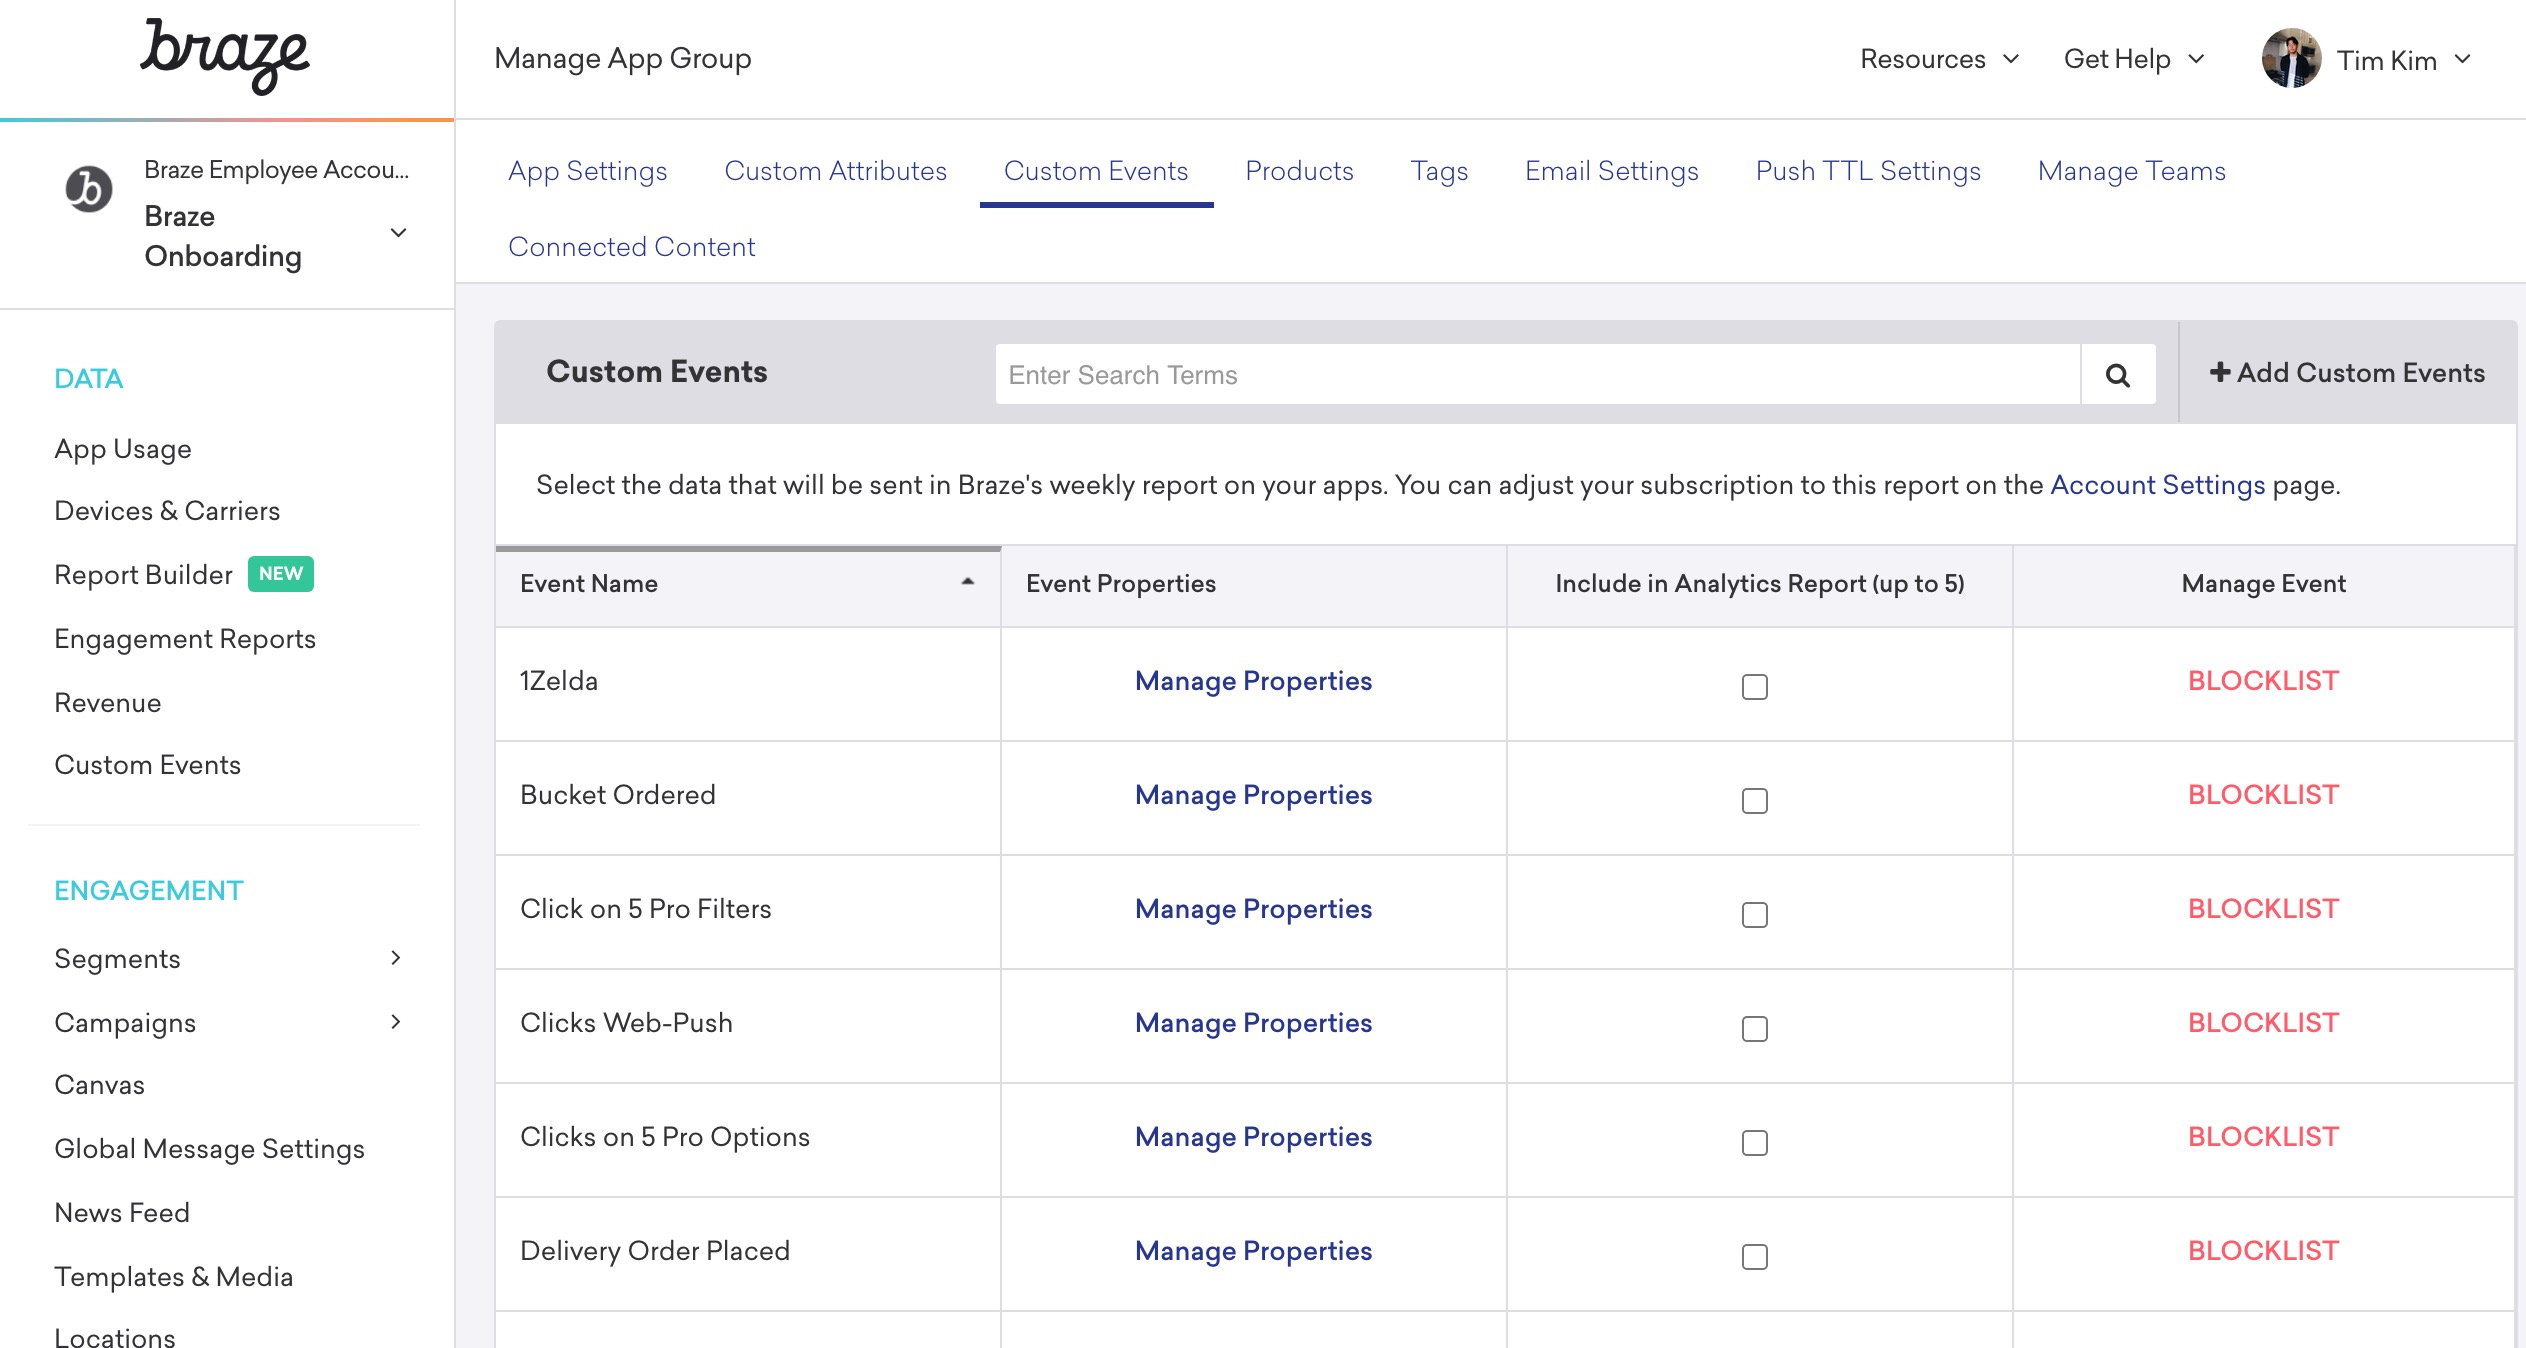 braze
Manage App Group
Resources
Get Help
Tim Kim
Braze Employee Accou...
Braze
Onboarding
App Settings
Custom Attributes
Custom Events
Products
Tags
Email Settings
Push TTL Settings
Manage Teams
Connected Content
DATA
App Usage
Devices & Carriers
Report Builder NEW
Engagement Reports
Revenue
Custom Events
ENGAGEMENT
Segments
Campaigns
Canvas
Global Message Settings
News Feed
Templates & Media
Locations
Custom Events
Enter Search Terms
Add Custom Events
Select the data that will be sent in Braze's weekly report on your apps. You can adjust your subscription to this report on the Account Settings page.
Event Name Event Properties Include in Analytics Report (up to 5) Manage Event
1Zelda Manage Properties BLOCKLIST
Bucket Ordered Manage Properties BLOCKLIST
Click on 5 Pro Filters Manage Properties BLOCKLIST
Clicks Web-Push Manage Properties BLOCKLIST
Clicks on 5 Pro Options Manage Properties BLOCKLIST
Delivery Order Placed Manage Properties BLOCKLIST